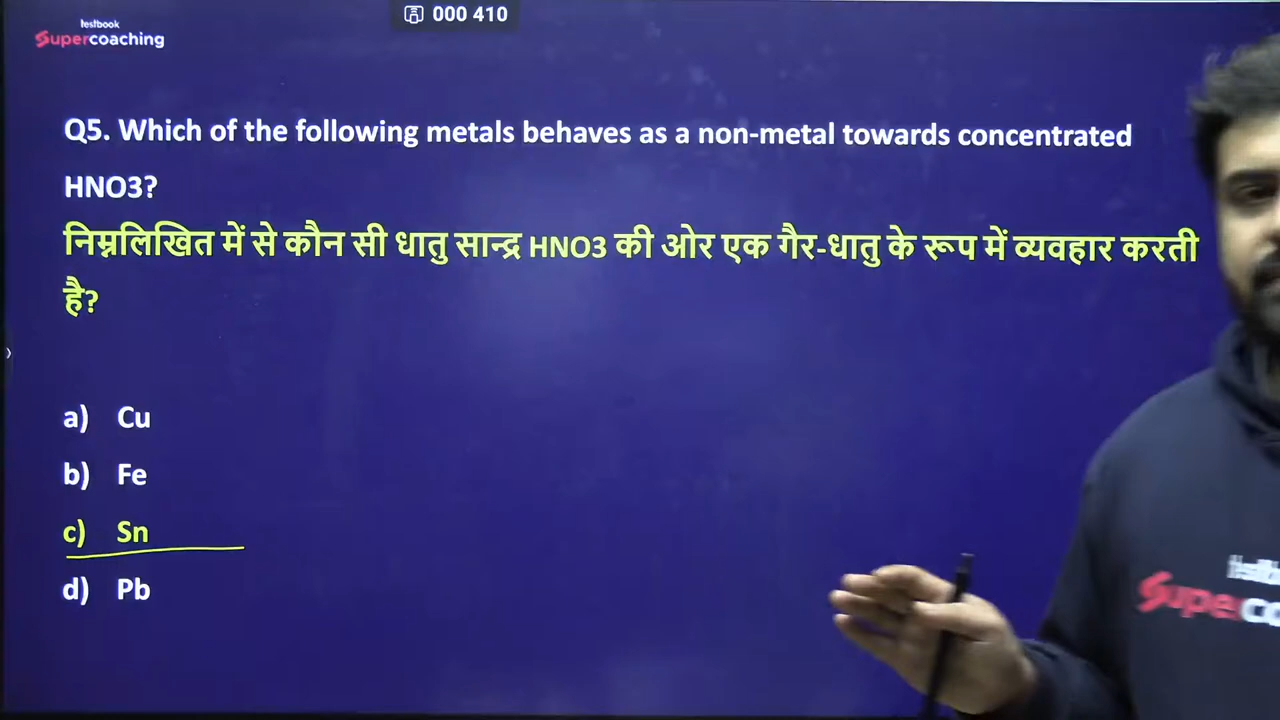 testbook
Supercoaching
000 410
Q5. Which of the following metals behaves as a non-metal towards concentrated
HNO3?
निम्नलिखित में से कौन सी धातु सान्द्र HNO3 की ओर एक गैर-धातु के रूप में व्यवहार करती
है?
a) Cu
b) Fe
c) Sn
d) Pb